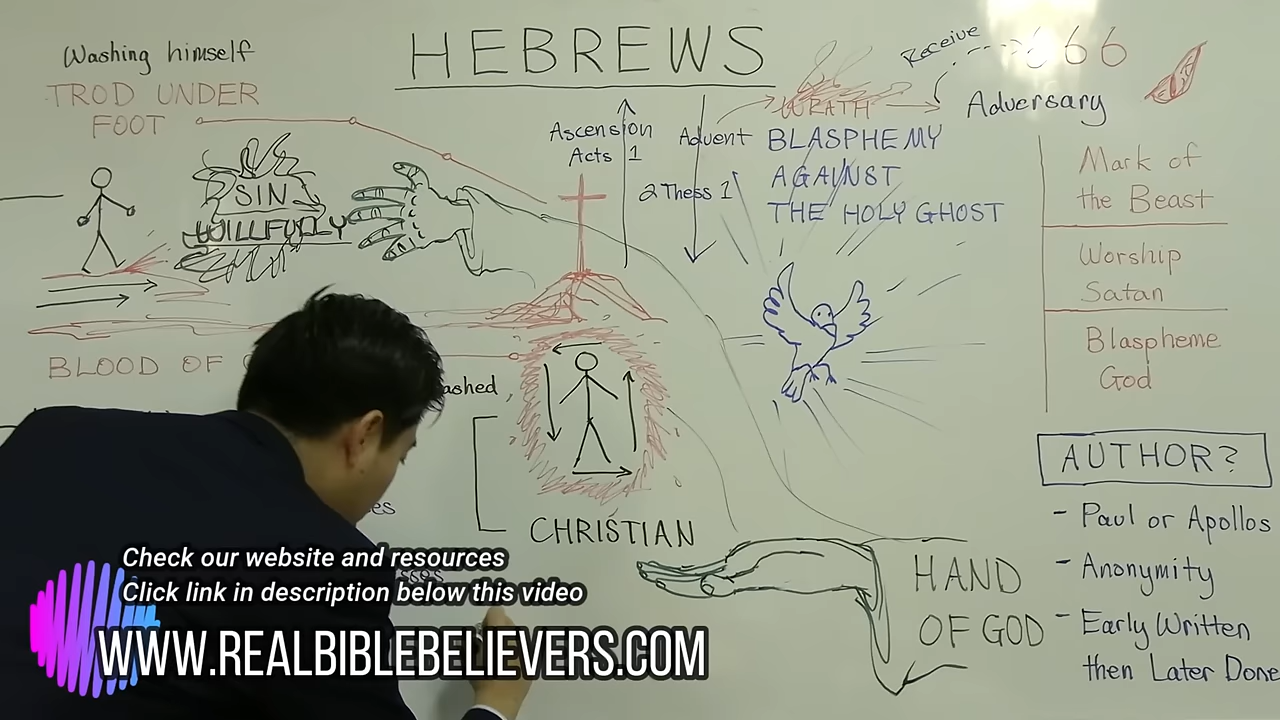 HEBREWS
Washing himself
TROD UNDER
FOOT
SIN
WILLFULLY
BLOOD OF
ashed,
es
Ascension
Acts 1
Advent
2 Thess 1
WRATH
Receive
666
Adversary
BLASPHEMY
AGAINST
THE HOLY GHOST
Mark of
the Beast
Worship
Satan
Blaspheme
God
CHRISTIAN
HAND
OF GOD
AUTHOR?
- Paul or Apollos
- Anonymity
- Early Written
then Later Done
Check our website and resources
Click link in description below this video
WWW.REALBIBLEBELIEVERS.COM